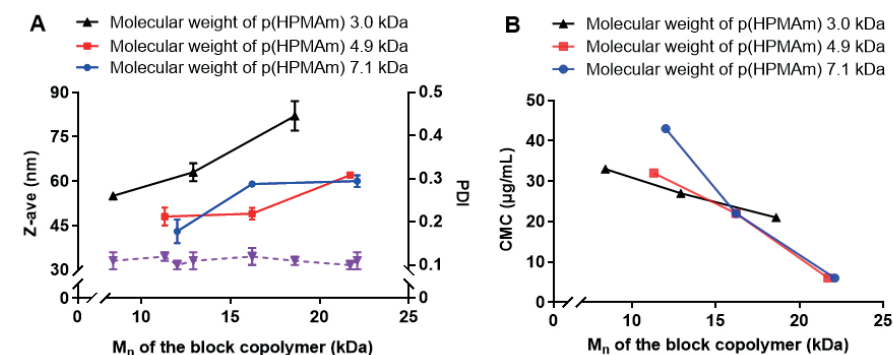 A
Molecular weight of p(HPMAm) 3.0 kDa
Molecular weight of p(HPMAm) 4.9 kDa
Molecular weight of p(HPMAm) 7.1 kDa
90
75
60
45
30
0
Z-ave (nm)
0.5
0.4
0.3
0.2
0.1
0
PDI
0 10 15 20 25
Mn of the block copolymer (kDa)
B
Molecular weight of p(HPMAm) 3.0 kDa
Molecular weight of p(HPMAm) 4.9 kDa
Molecular weight of p(HPMAm) 7.1 kDa
50
40
30
20
10
0
CMC (µg/mL)
0 10 15 20 25
Mn of the block copolymer (kDa)